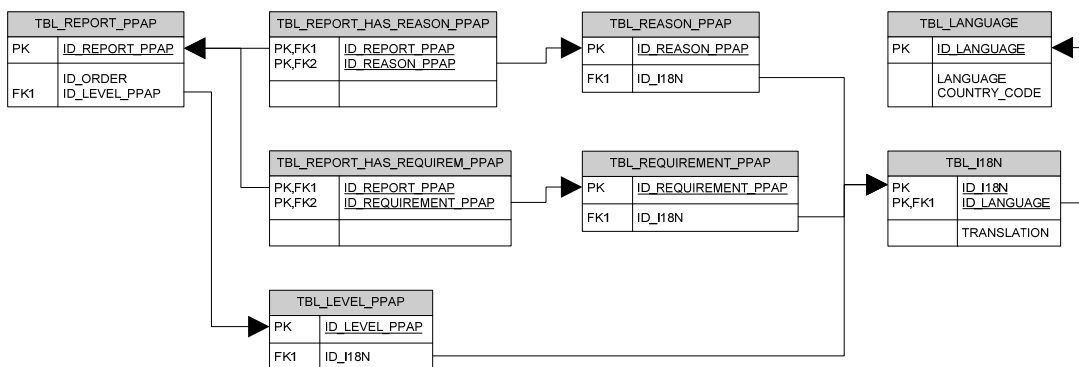 TBL_REPORT_PPAP
PK ID_REPORT_PPAP
ID_ORDER
FK1 ID_LEVEL_PPAP
TBL_REPORT_HAS_REASON_PPAP
PK,FK1 ID_REPORT_PPAP
PK,FK2 ID_REASON_PPAP
TBL_REASON_PPAP
PK ID_REASON_PPAP
FK1 ID_I18N
TBL_LANGUAGE
PK ID_LANGUAGE
LANGUAGE
COUNTRY_CODE
TBL_REPORT_HAS_REQUIREM_PPAP
PK,FK1 ID_REPORT_PPAP
PK,FK2 ID_REQUIREMENT_PPAP
TBL_REQUIREMENT_PPAP
PK ID_REQUIREMENT_PPAP
FK1 ID_I18N
TBL_I18N
PK ID_I18N
PK,FK1 ID_LANGUAGE
TRANSLATION
TBL_LEVEL_PPAP
PK ID_LEVEL_PPAP
FK1 ID_I18N